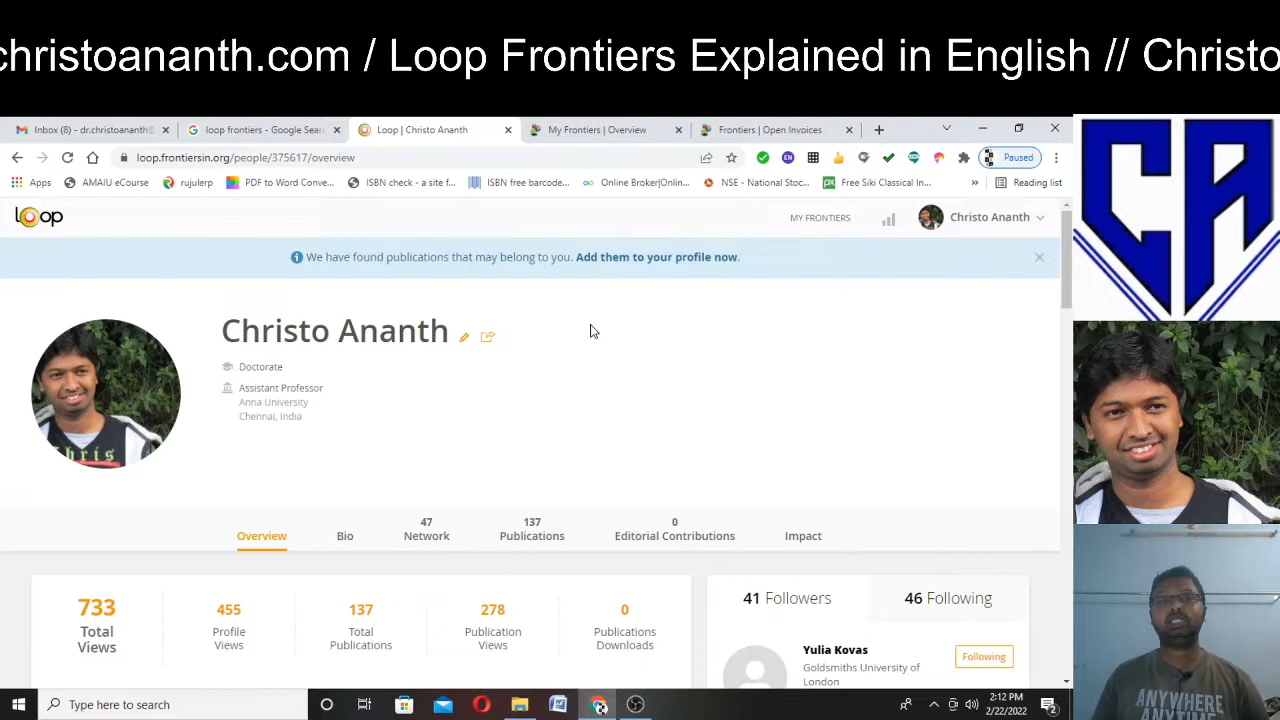 christoananth.com / Loop Frontiers Explained in English // Christo
Inbox (8) - dr.christoananth@
loop frontiers - Google Sear
Loop | Christo Ananth
My Frontiers | Overview
Frontiers | Open Invoices
loop.frontiersin.org/people/375617/overview
Paused
Apps
AMAIU eCourse
rujulerp
PDF to Word Conve...
ISBN check - a site f...
ISBN free barcode...
Online Broker|Onlin...
NSE - National Stoc...
Free Siki Classical In...
»
Reading list
loop
MY FRONTIERS
Christo Ananth
We have found publications that may belong to you. Add them to your profile now.
Christo Ananth
Doctorate
Assistant Professor
Anna University
Chennai, India
Overview
Bio
47
Network
137
Publications
0
Editorial Contributions
Impact
733
Total
Views
455
Profile
Views
137
Total
Publications
278
Publication
Views
0
Publications
Downloads
41 Followers
46 Following
Yulia Kovas
Goldsmiths University of
London
Following
CA
Chris
ANYWHERE
ANYTIME
Type here to search
2:12 PM
2/22/2022
2